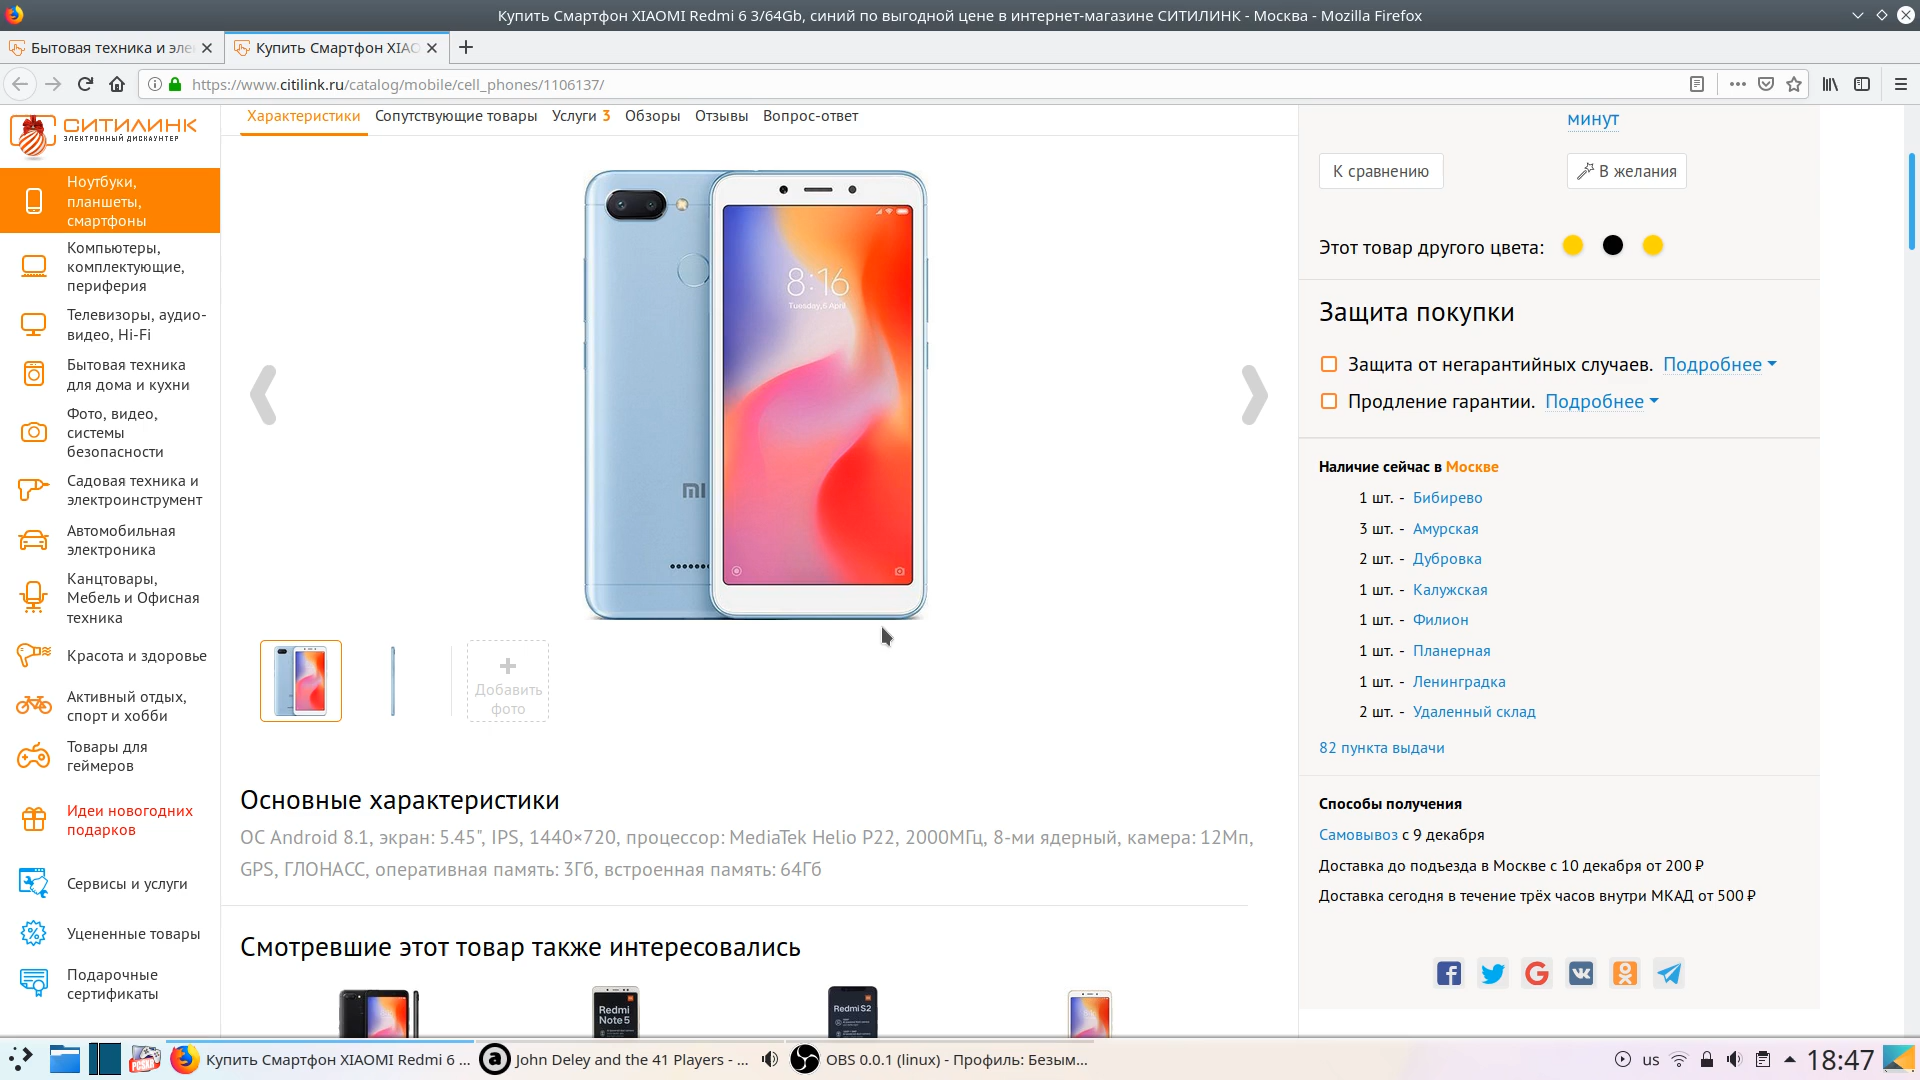 Купить Смартфон XIAOMI Redmi 6 3/64Gb, синий по выгодной цене в интернет-магазине СИТИЛИНК - Москва - Mozilla Firefox
Бытовая техника и эле
Купить Смартфон XIAO
https://www.citilink.ru/catalog/mobile/cell_phones/1106137/
СИТИЛИНК
ЭЛЕКТРОННЫЙ ДИСКАУНТЕР
Ноутбуки,
планшеты,
смартфоны
Компьютеры,
комплектующие,
периферия
Телевизоры, аудио-
видео, Hi-Fi
Бытовая техника
для дома и кухни
Фото, видео,
системы
безопасности
Садовая техника и
электроинструмент
Автомобильная
электроника
Канцтовары,
Мебель и Офисная
техника
Красота и здоровье
Активный отдых,
спорт и хобби
Товары для
геймеров
Идеи новогодних
подарков
Сервисы и услуги
Уцененные товары
Подарочные
сертификаты
Характеристики Сопутствующие товары Услуги 3 Обзоры Отзывы Вопрос-ответ
8:16
Tuesday, 6 April
MI
Добавить
фото
Основные характеристики
ОС Android 8.1, экран: 5.45", IPS, 1440×720, процессор: MediaTek Helio P22, 2000МГц, 8-ми ядерный, камера: 12Мп,
GPS, ГЛОНАСС, оперативная память: 3Гб, встроенная память: 64Гб
Смотревшие этот товар также интересовались
Redmi
Note 5
Redmi S2
минут
К сравнению
В желания
Этот товар другого цвета:
Защита покупки
Защита от негарантийных случаев. Подробнее
Продление гарантии. Подробнее
Наличие сейчас в Москве
1 шт. - Бибирево
3 шт. - Амурская
2 шт. - Дубровка
1 шт. - Калужская
1 шт. - Филион
1 шт. - Планерная
1 шт. - Ленинградка
2 шт. - Удаленный склад
82 пункта выдачи
Способы получения
Самовывоз с 9 декабря
Доставка до подъезда в Москве с 10 декабря от 200 ₽
Доставка сегодня в течение трёх часов внутри МКАД от 500 ₽
Купить Смартфон XIAOMI Redmi 6 ...
John Deley and the 41 Players - ...
OBS 0.0.1 (linux) - Профиль: Безым...
us
18:47